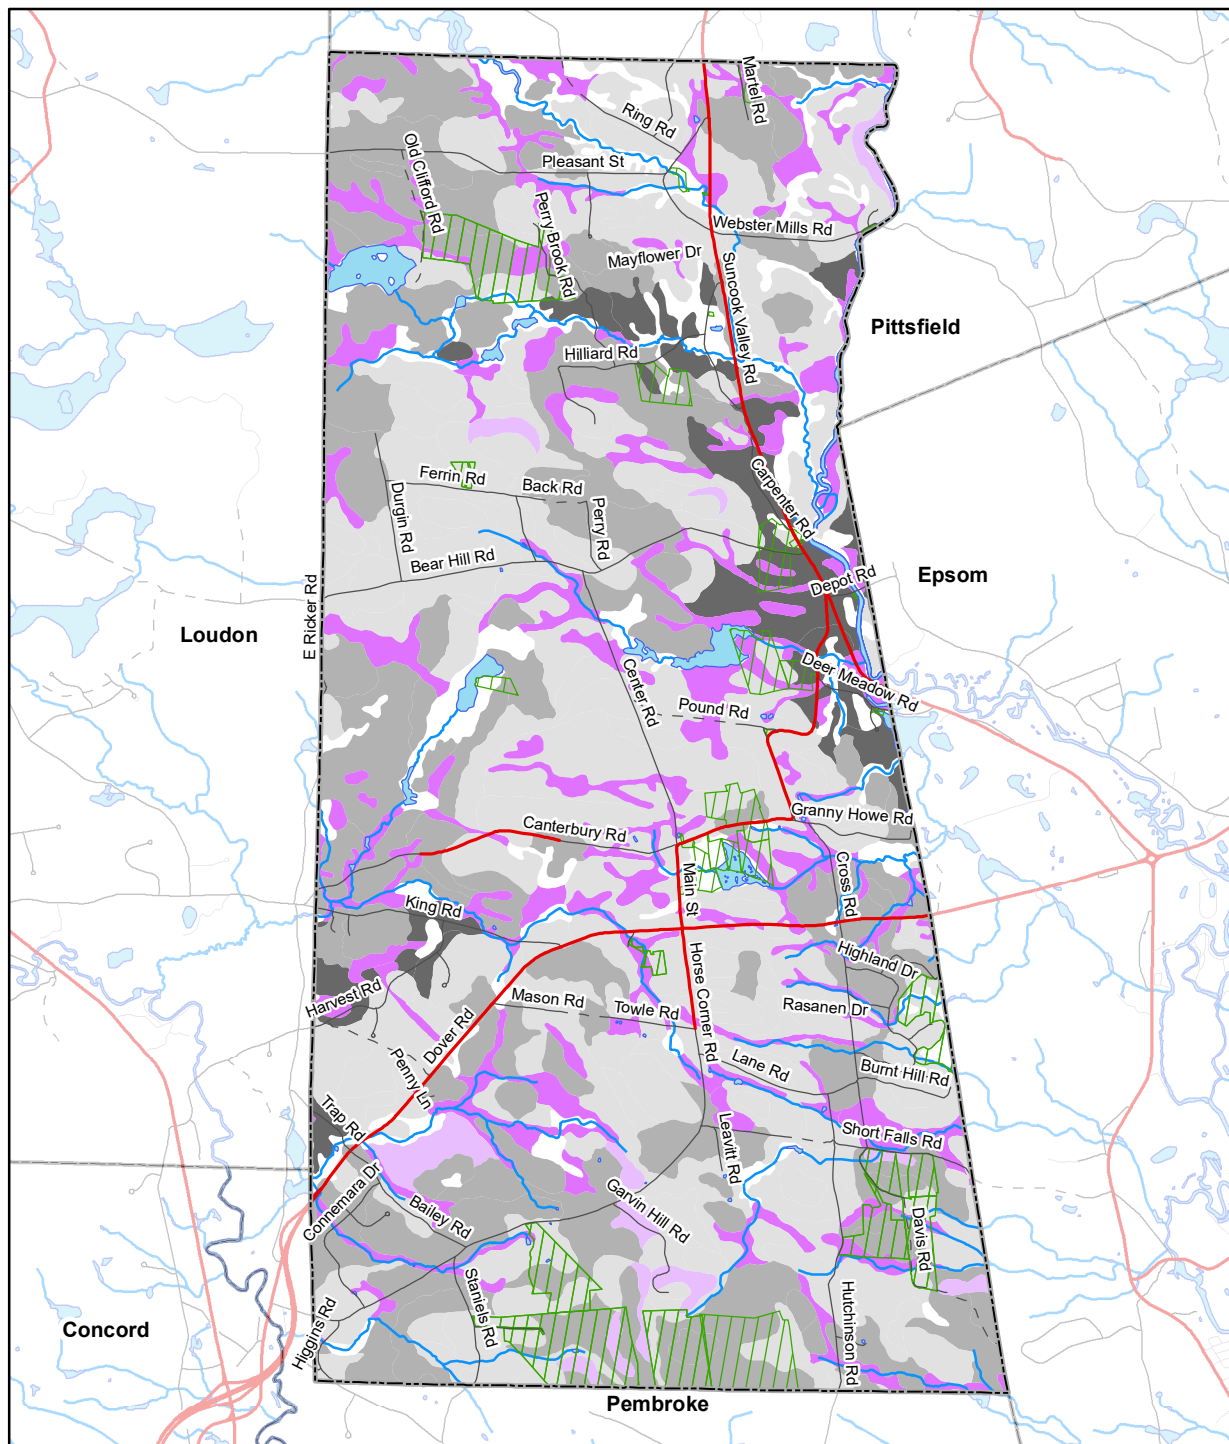 Martel Rd
Ring Rd
Pleasant St
Old Clifford Rd
Perry Brook Rd
Webster Mills Rd
Mayflower Dr
Suncook Valley Rd
Pittsfield
Hilliard Rd
Carpenter Rd
Ferrin Rd
Back Rd
Durgin Rd
Perry Rd
Bear Hill Rd
Depot Rd
Epsom
E Ricker Rd
Loudon
Center Rd
Deer Meadow Rd
Pound Rd
Granny Howe Rd
Canterbury Rd
Main St
Cross Rd
King Rd
Highland Dr
Horse Corner Rd
Harvest Rd
Mason Rd
Towle Rd
Rasanen Dr
Dover Rd
Penny Ln
Lane Rd
Burnt Hill Rd
Trap Rd
Leavitt Rd
Short Falls Rd
Connemara Dr
Bailey Rd
Garvin Hill Rd
Davis Rd
Staniels Rd
Hutchinson Rd
Higgins Rd
Concord
Pembroke